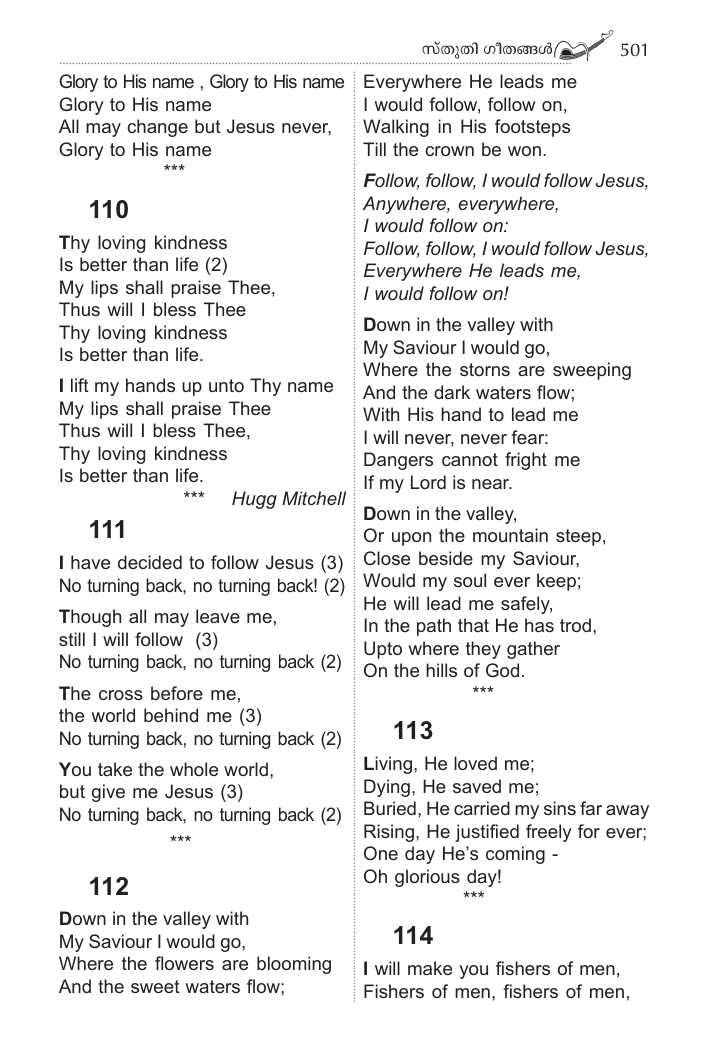 സ്തുതി ഗീതങ്ങൾ 501
Glory to His name , Glory to His name
Glory to His name
All may change but Jesus never,
Glory to His name
***
110
Thy loving kindness
Is better than life (2)
My lips shall praise Thee,
Thus will I bless Thee
Thy loving kindness
Is better than life.
I lift my hands up unto Thy name
My lips shall praise Thee
Thus will I bless Thee,
Thy loving kindness
Is better than life.
*** Hugg Mitchell
111
I have decided to follow Jesus (3)
No turning back, no turning back! (2)
Though all may leave me,
still I will follow (3)
No turning back, no turning back (2)
The cross before me,
the world behind me (3)
No turning back, no turning back (2)
You take the whole world,
but give me Jesus (3)
No turning back, no turning back (2)
***
112
Down in the valley with
My Saviour I would go,
Where the flowers are blooming
And the sweet waters flow;
Everywhere He leads me
I would follow, follow on,
Walking in His footsteps
Till the crown be won.
Follow, follow, I would follow Jesus,
Anywhere, everywhere,
I would follow on:
Follow, follow, I would follow Jesus,
Everywhere He leads me,
I would follow on!
Down in the valley with
My Saviour I would go,
Where the storns are sweeping
And the dark waters flow;
With His hand to lead me
I will never, never fear:
Dangers cannot fright me
If my Lord is near.
Down in the valley,
Or upon the mountain steep,
Close beside my Saviour,
Would my soul ever keep;
He will lead me safely,
In the path that He has trod,
Upto where they gather
On the hills of God.
***
113
Living, He loved me;
Dying, He saved me;
Buried, He carried my sins far away
Rising, He justified freely for ever;
One day He's coming -
Oh glorious day!
***
114
I will make you fishers of men,
Fishers of men, fishers of men,